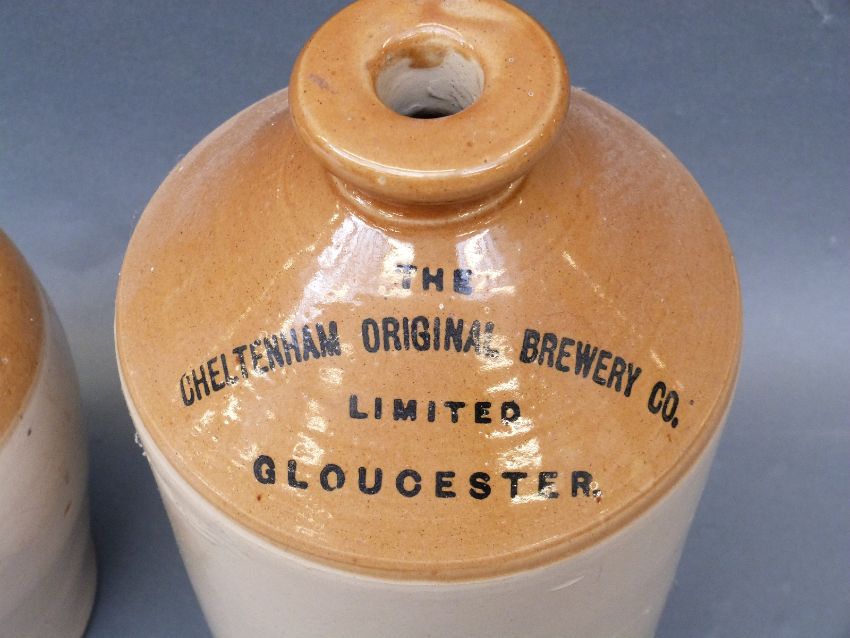 THE
CHELTENHAM ORIGINAL BREWERY CO.
LIMITED
GLOUCESTER.